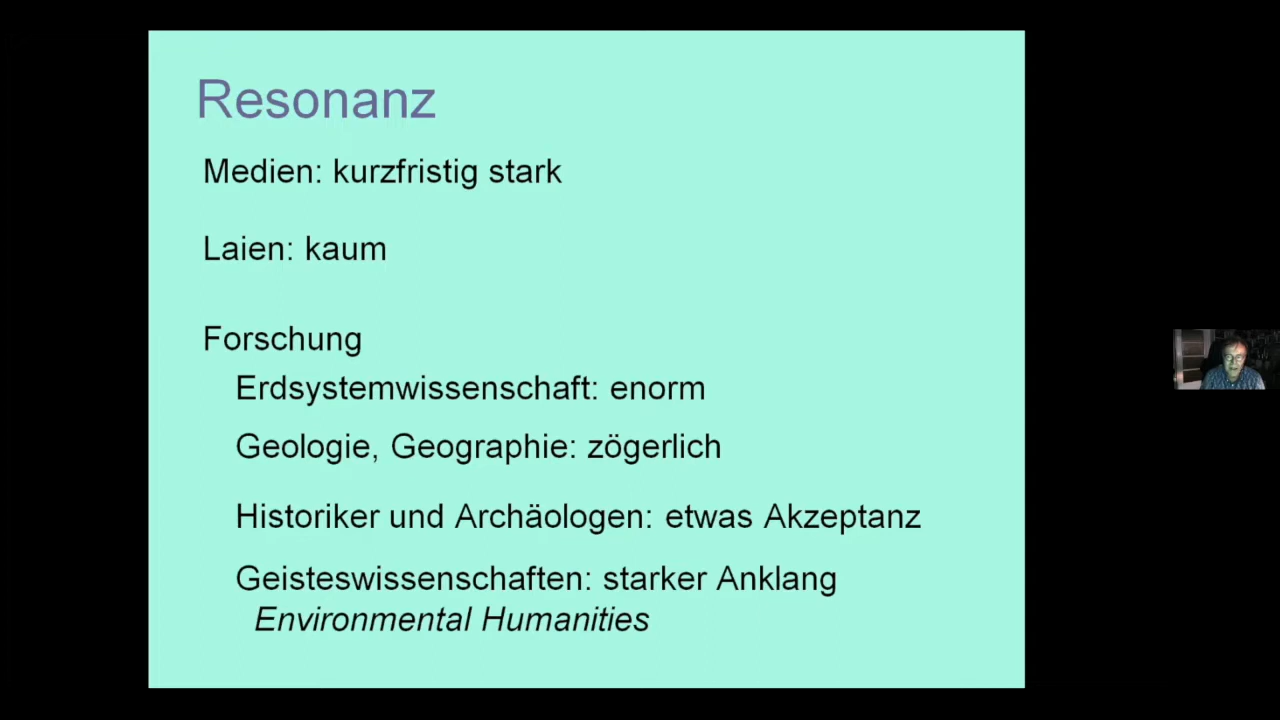 Resonanz
Medien: kurzfristig stark
Laien: kaum
Forschung
Erdsystemwissenschaft: enorm
Geologie, Geographie: zögerlich
Historiker und Archäologen: etwas Akzeptanz
Geisteswissenschaften: starker Anklang
Environmental Humanities